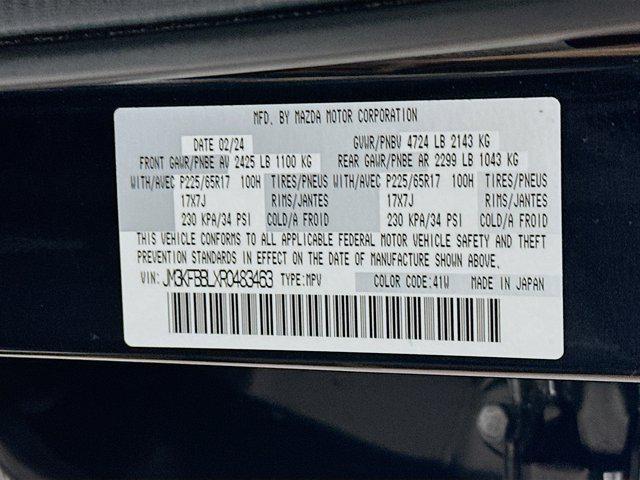 MFD. BY MAZDA MOTOR CORPORATION
DATE 02/24 GVWR/PNBV 4724 LB 2143 KG
FRONT GAWR/PNBE AV 2425 LB 1100 KG REAR GAWR/PNBE AR 2299 LB 1043 KG
WITH/AVEC P225/65R17 100H TIRES/PNEUS WITH/AVEC P225/65R17 100H TIRES/PNEUS
17X7J RIMS/JANTES 17X7J RIMS/JANTES
230 KPA/34 PSI COLD/A FROID 230 KPA/34 PSI COLD/A FROID
THIS VEHICLE CONFORMS TO ALL APPLICABLE FEDERAL MOTOR VEHICLE SAFETY AND THEFT
PREVENTION STANDARDS IN EFFECT ON THE DATE OF MANUFACTURE SHOWN ABOVE.
VIN: JM3KFBBLXR0483463 TYPE:MPV COLOR CODE:41W MADE IN JAPAN